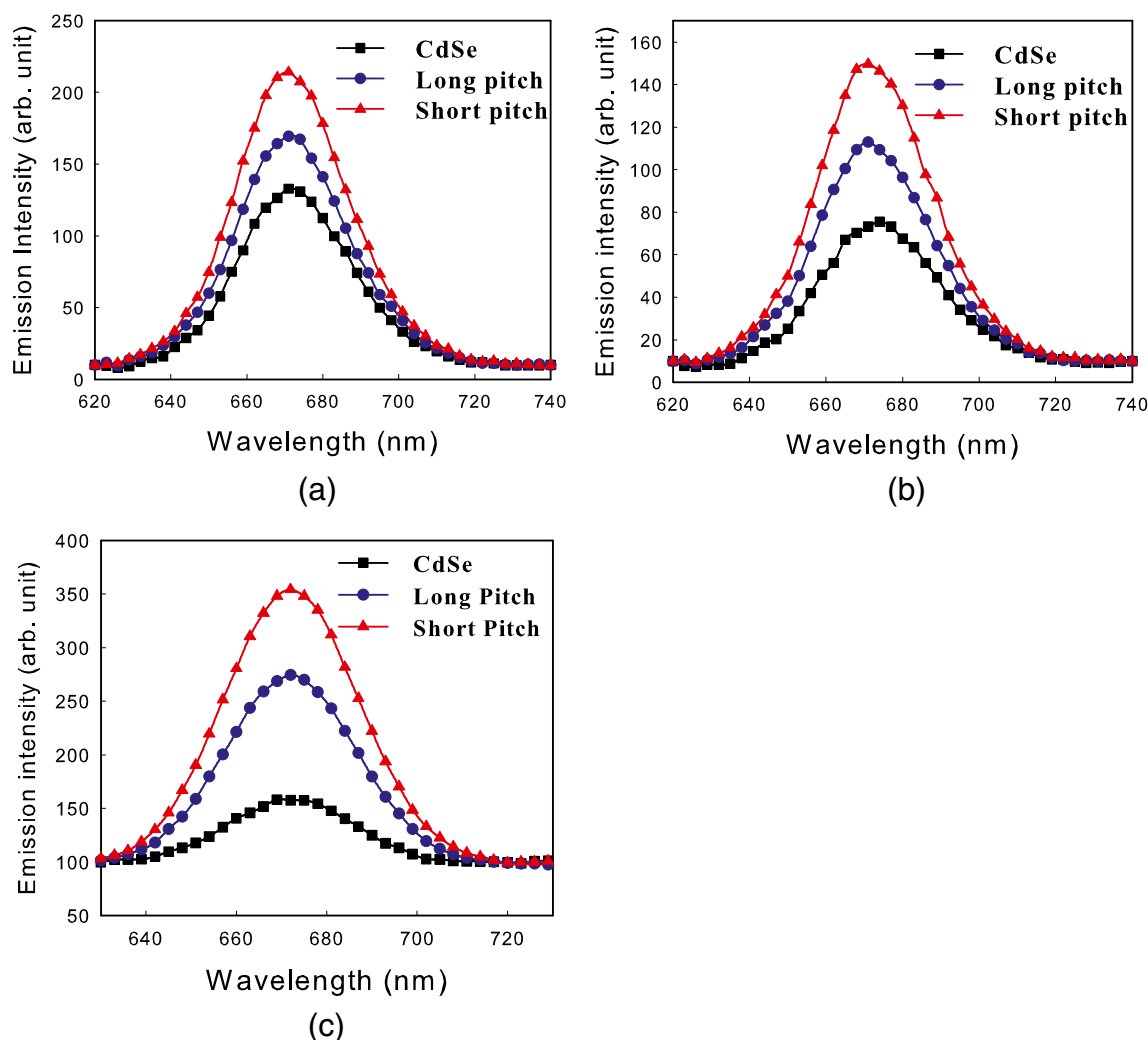 250
200
150
100
50
0
Emission Intensity (arb. unit)
CdSe
Long pitch
Short pitch
620 640 660 680 700 720 740
Wavelength (nm)
(a)
160
140
120
100
80
60
40
20
0
Emission intensity (arb. unit)
CdSe
Long pitch
Short pitch
620 640 660 680 700 720 740
Wavelength (nm)
(b)
400
350
300
250
200
150
100
50
Emission intensity (arb. unit)
CdSe
Long Pitch
Short Pitch
640 660 680 700 720
Wavelength (nm)
(c)